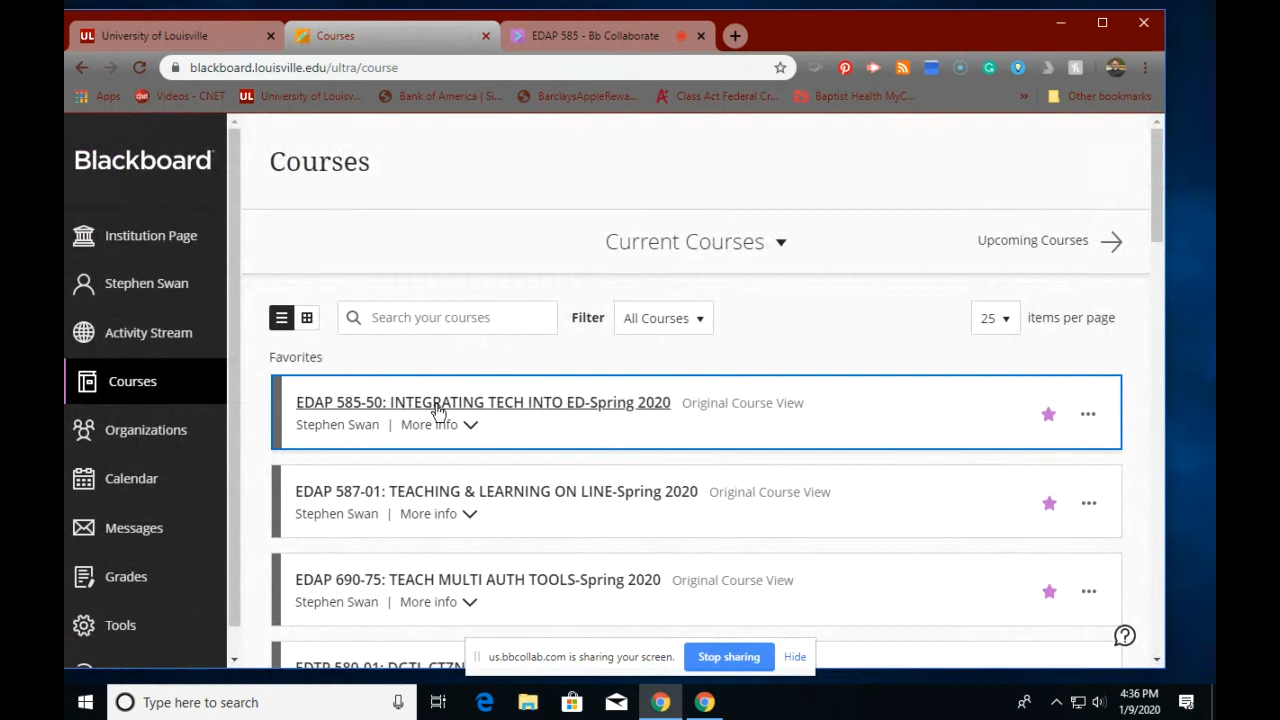 University of Louisville
Courses
EDAP 585 - Bb Collaborate
blackboard.louisville.edu/ultra/course
Apps
Videos - CNET
University of Louisv...
Bank of America | Si...
BarclaysAppleRewa...
Class Act Federal Cr...
Baptist Health MyC...
»
Other bookmarks
Blackboard
Institution Page
Stephen Swan
Activity Stream
Courses
Organizations
Calendar
Messages
Grades
Tools
Courses
Current Courses
Upcoming Courses
Search your courses
Filter
All Courses
25 items per page
Favorites
EDAP 585-50: INTEGRATING TECH INTO ED-Spring 2020 Original Course View
Stephen Swan | More info
EDAP 587-01: TEACHING & LEARNING ON LINE-Spring 2020 Original Course View
Stephen Swan | More info
EDAP 690-75: TEACH MULTI AUTH TOOLS-Spring 2020 Original Course View
Stephen Swan | More info
us.bbcollab.com is sharing your screen. Stop sharing Hide
Type here to search
4:36 PM
1/9/2020